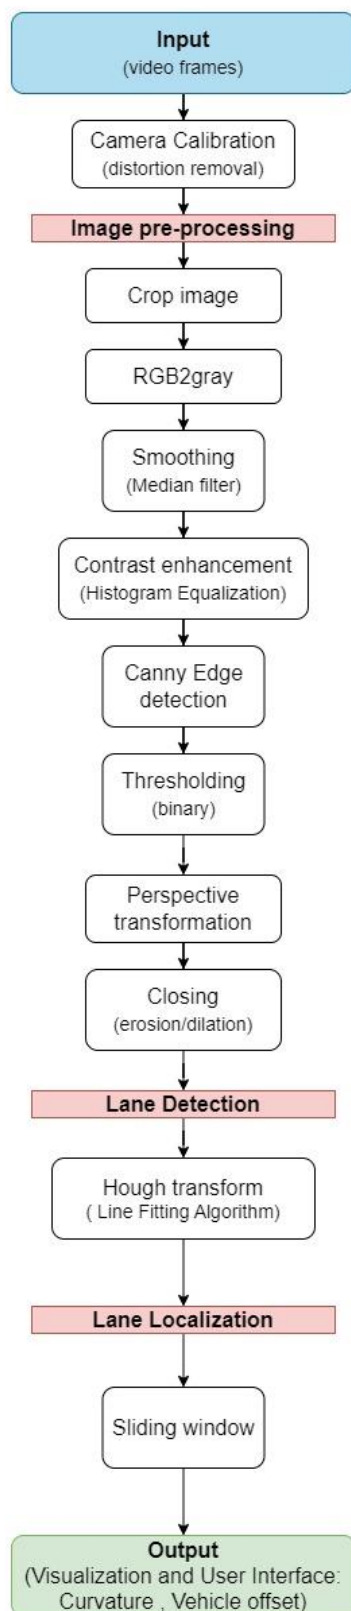 Input
(video frames)
Camera Calibration
(distortion removal)
Image pre-processing
Crop image
RGB2gray
Smoothing
(Median filter)
Contrast enhancement
(Histogram Equalization)
Canny Edge
detection
Thresholding
(binary)
Perspective
transformation
Closing
(erosion/dilation)
Lane Detection
Hough transform
( Line Fitting Algorithm)
Lane Localization
Sliding window
Output
(Visualization and User Interface:
Curvature , Vehicle offset)